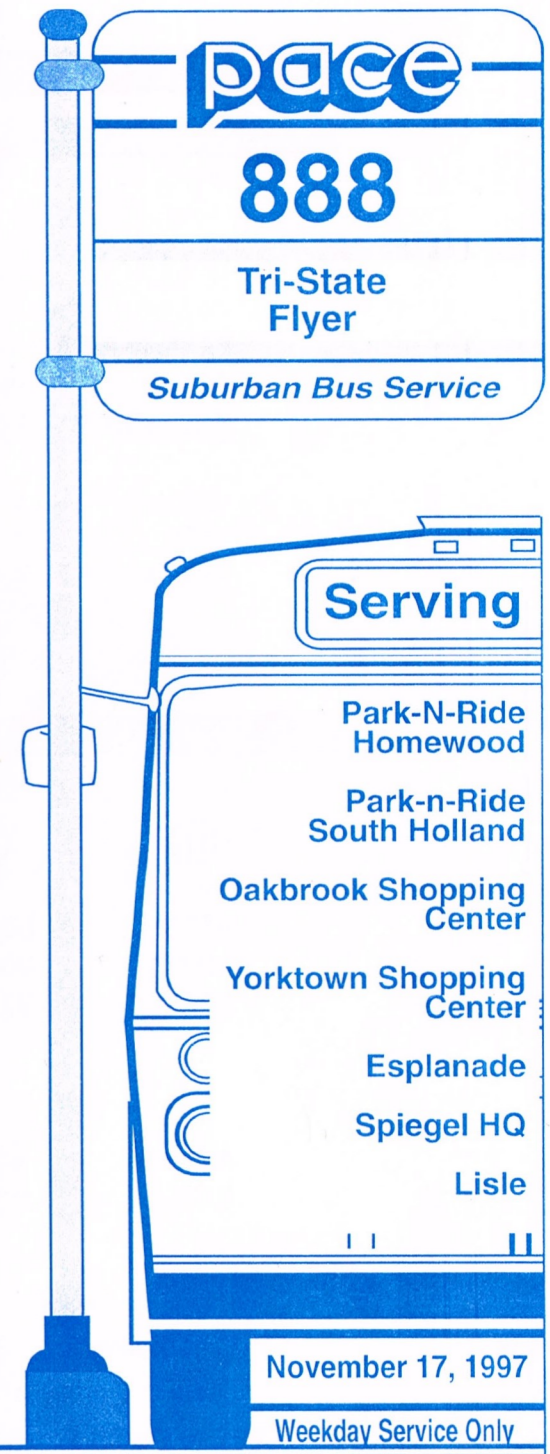 pace
888
Tri-State
Flyer
Suburban Bus Service
Serving
Park-N-Ride
Homewood
Park-n-Ride
South Holland
Oakbrook Shopping
Center
Yorktown Shopping
Center
Esplanade
Spiegel HQ
Lisle
November 17, 1997
Weekday Service Only